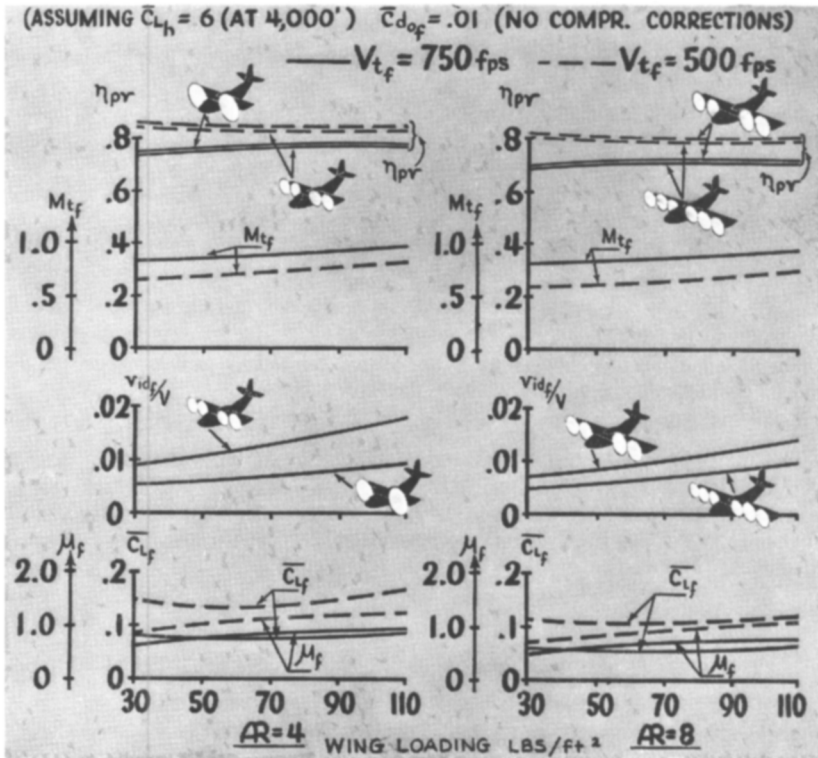 (ASSUMING C̅Lh = .6 (AT 4,000') C̅dof = .01 (NO COMPR. CORRECTIONS)
Vtf = 750 fps Vtf = 500 fps
ηpr ηpr
.8 .8
ηpr ηpr
.6 .6
Mtf Mtf
1.0 .4 Mtf 1.0 .4 Mtf
.5 .2 .5 .2
0 0 0 0
vidf/V vidf/V
.02 .02
.01 .01
0 0
μf C̅Lf μf C̅Lf
2.0 .2 C̅Lf 2.0 .2 C̅Lf
1.0 .1 1.0 .1
μf μf
0 0 0 0
30 50 70 90 110 30 50 70 90 110
AR=4 WING LOADING LBS/ft² AR=8